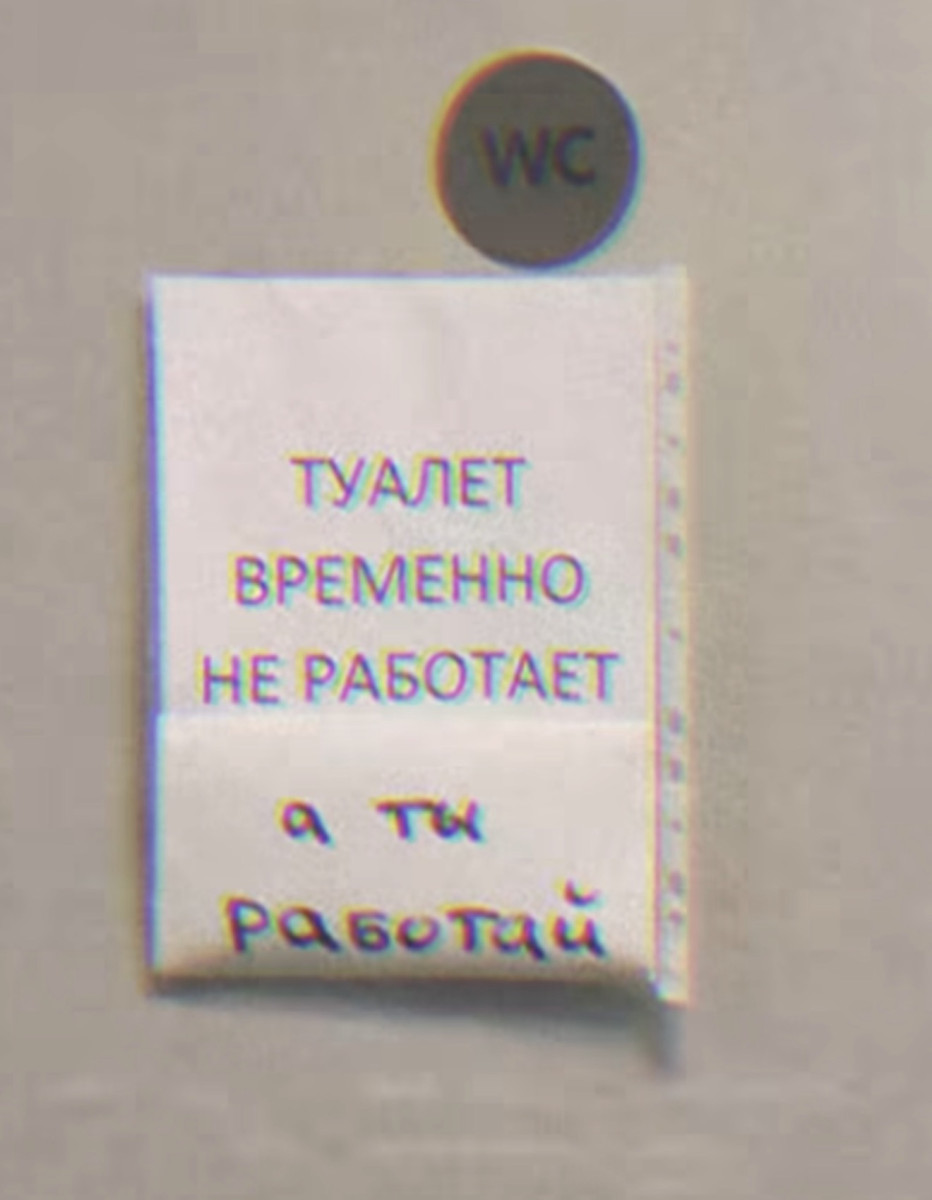 WC
ТУАЛЕТ
ВРЕМЕННО
НЕ РАБОТАЕТ
а ты
работай